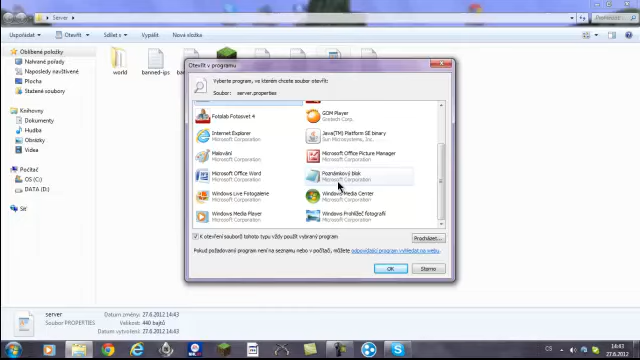 Server
Uspořádat
Otevřít
Sdílet s
Vypálit
Nová složka
Oblíbené položky
Nahrané pořady
Naposledy navštívené
Plocha
Stažené soubory
Knihovny
Dokumenty
Hudba
Obrázky
Videa
Počítač
OS (C:)
DATA (D:)
Síť
world
banned-ips
Otevřít v programu
Vyberte program, ve kterém chcete soubor otevřít:
Soubor: server.properties
Fotolab Fotosvet 4
GOM Player
Gretech Corp.
Internet Explorer
Microsoft Corporation
Java(TM) Platform SE binary
Sun Microsystems, Inc.
Malování
Microsoft Corporation
Microsoft Office Picture Manager
Microsoft Corporation
Microsoft Office Word
Microsoft Corporation
Poznámkový blok
Microsoft Corporation
Windows Live Fotogalerie
Microsoft Corporation
Windows Media Center
Microsoft Corporation
Windows Media Player
Microsoft Corporation
Windows Prohlížeč fotografií
Microsoft Corporation
K otevření souborů tohoto typu vždy použít vybraný program
Procházet...
Pokud požadovaný program není na seznamu nebo v počítači, můžete odpovídající program vyhledat na webu.
OK
Storno
server
Soubor PROPERTIES
Datum změny: 27.6.2012 14:43
Velikost: 440 bajtů
Datum vytvoření: 27.6.2012 14:43
CS
14:43
27.6.2012